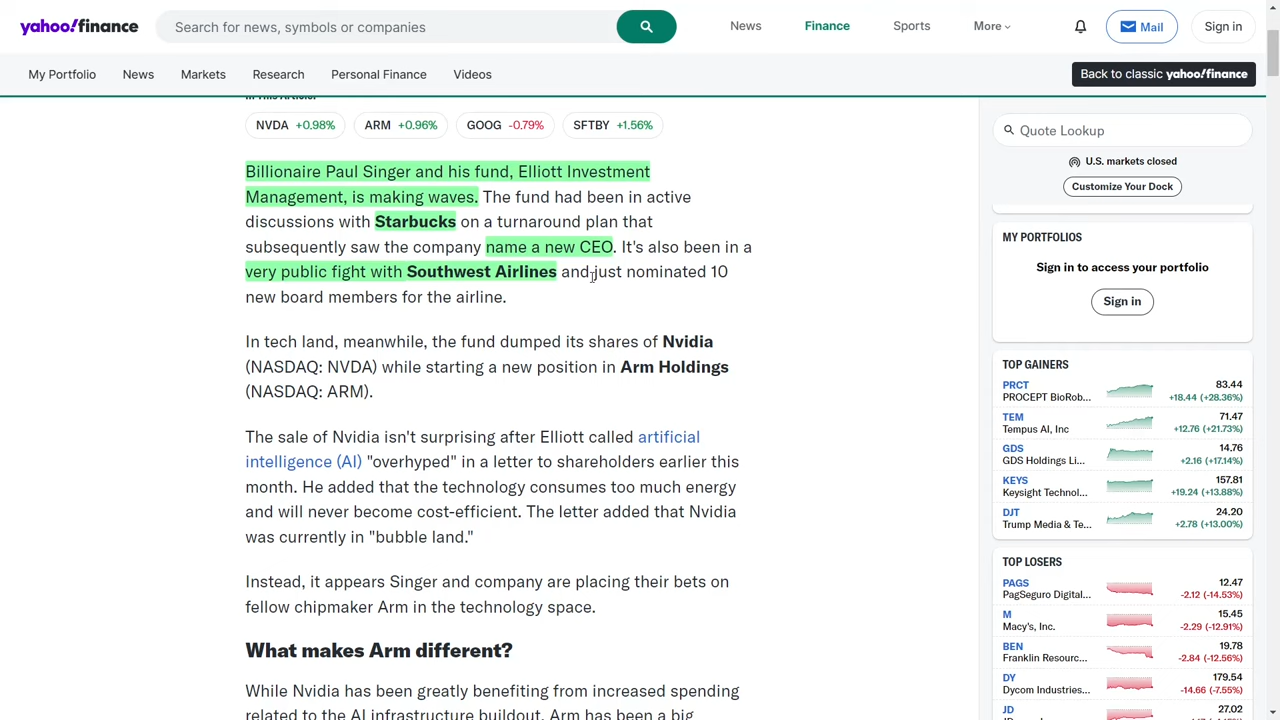 yahoo!finance
Search for news, symbols or companies
News
Finance
Sports
More
Mail
Sign in
My Portfolio
News
Markets
Research
Personal Finance
Videos
Back to classic yahoo!finance
In This Article:
NVDA +0.98%
ARM +0.96%
GOOG -0.79%
SFTBY +1.56%
Billionaire Paul Singer and his fund, Elliott Investment
Management, is making waves. The fund had been in active
discussions with Starbucks on a turnaround plan that
subsequently saw the company name a new CEO. It's also been in a
very public fight with Southwest Airlines and just nominated 10
new board members for the airline.
In tech land, meanwhile, the fund dumped its shares of Nvidia
(NASDAQ: NVDA) while starting a new position in Arm Holdings
(NASDAQ: ARM).
The sale of Nvidia isn't surprising after Elliott called artificial
intelligence (AI) "overhyped" in a letter to shareholders earlier this
month. He added that the technology consumes too much energy
and will never become cost-efficient. The letter added that Nvidia
was currently in "bubble land."
Instead, it appears Singer and company are placing their bets on
fellow chipmaker Arm in the technology space.
What makes Arm different?
While Nvidia has been greatly benefiting from increased spending
related to the AI infrastructure buildout, Arm has been a big
Quote Lookup
U.S. markets closed
Customize Your Dock
MY PORTFOLIOS
Sign in to access your portfolio
Sign in
TOP GAINERS
PRCT 83.44
PROCEPT BioRob... +18.44 (+28.36%)
TEM 71.47
Tempus AI, Inc +12.76 (+21.73%)
GDS 14.76
GDS Holdings Li... +2.16 (+17.14%)
KEYS 157.81
Keysight Technol... +19.24 (+13.88%)
DJT 24.20
Trump Media & Te... +2.78 (+13.00%)
TOP LOSERS
PAGS 12.47
PagSeguro Digital... -2.12 (-14.53%)
M 15.45
Macy's, Inc. -2.29 (-12.91%)
BEN 19.78
Franklin Resourc... -2.84 (-12.56%)
DY 179.54
Dycom Industries... -14.66 (-7.55%)
JD 27.02